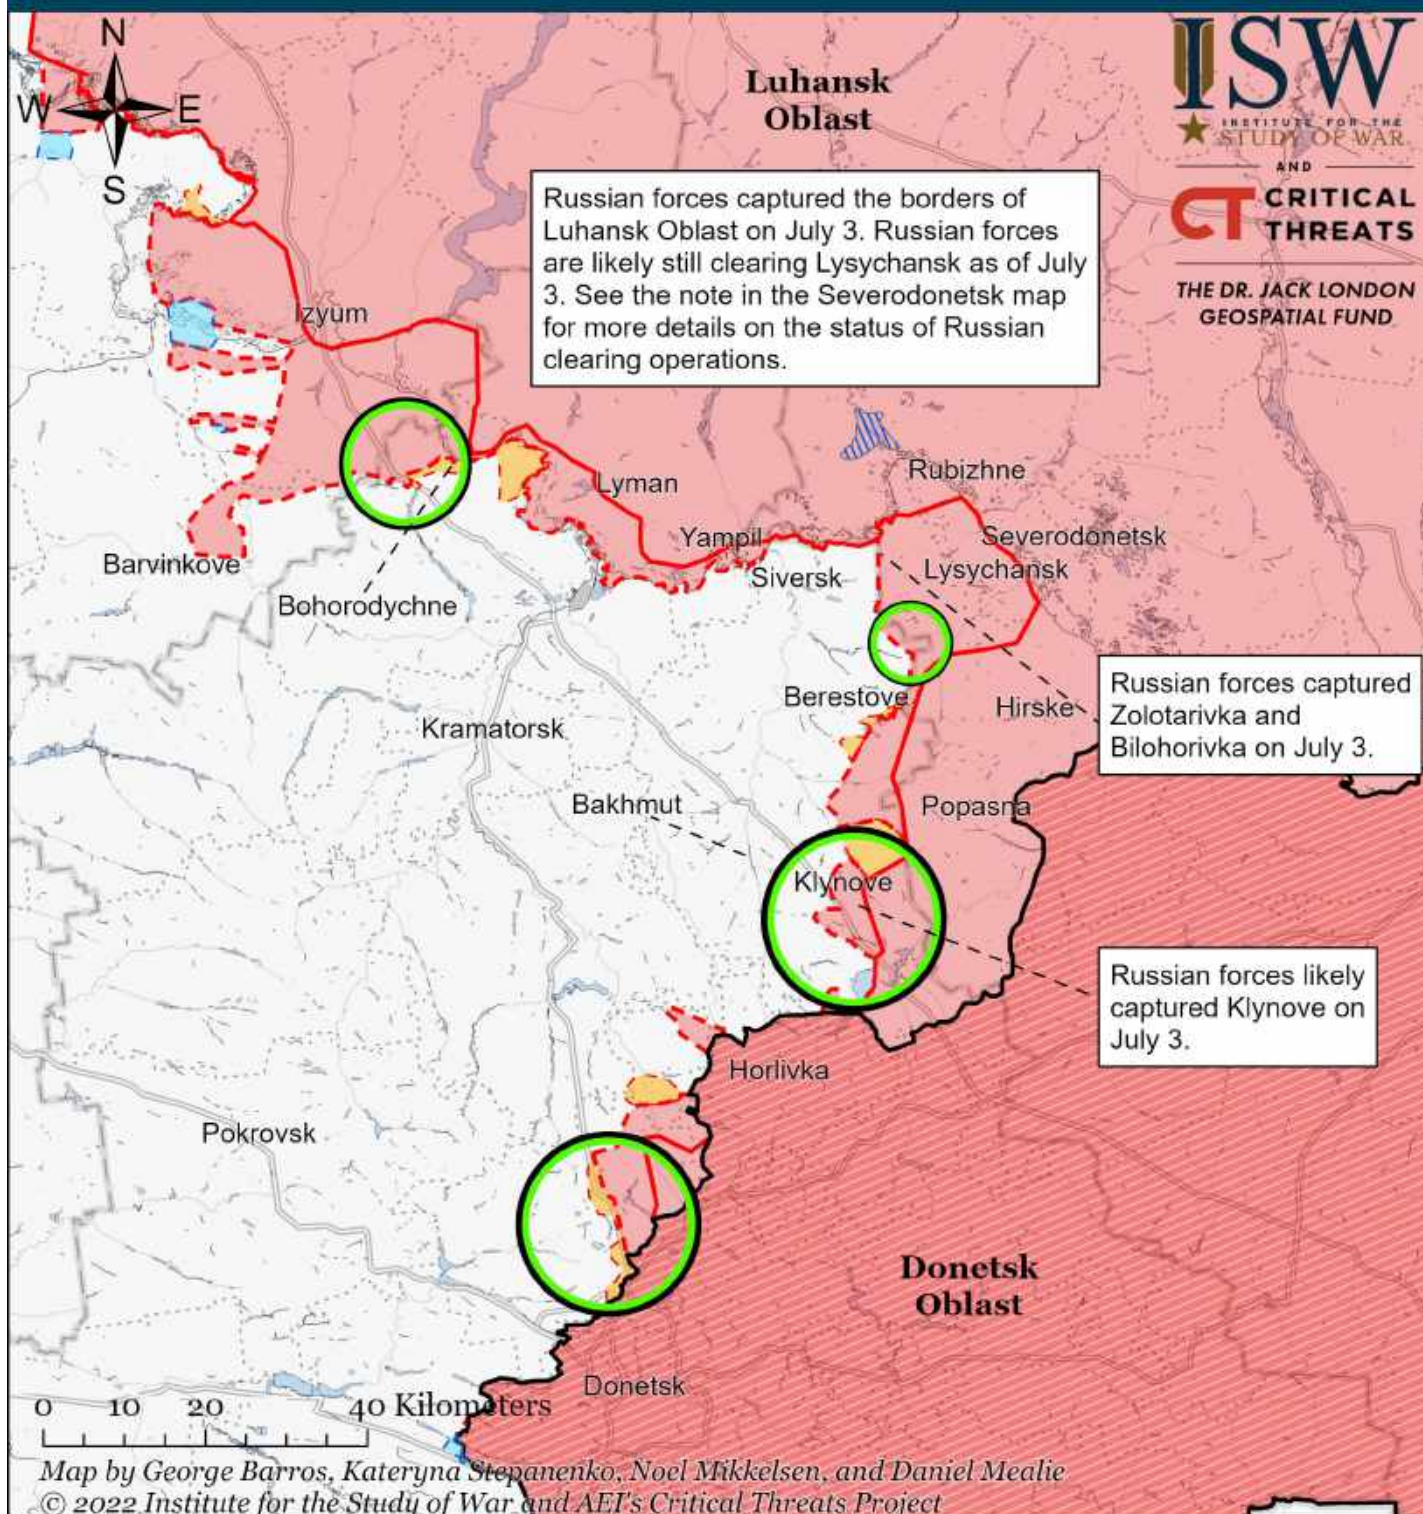 N
W
E
S
ISW
INSTITUTE FOR THE
STUDY OF WAR
AND
CT CRITICAL
THREATS
THE DR. JACK LONDON
GEOSPATIAL FUND
Luhansk
Oblast
Russian forces captured the borders of
Luhansk Oblast on July 3. Russian forces
are likely still clearing Lysychansk as of July
3. See the note in the Severodonetsk map
for more details on the status of Russian
clearing operations.
Izyum
Lyman
Rubizhne
Yampil
Severodonetsk
Barvinkove
Siversk
Lysychansk
Bohorodychne
Berestove
Hirske
Russian forces captured
Zolotarivka and
Bilohorivka on July 3.
Kramatorsk
Bakhmut
Popasna
Klynove
Russian forces likely
captured Klynove on
July 3.
Horlivka
Pokrovsk
Donetsk
Oblast
Donetsk
0 10 20 40 Kilometers
Map by George Barros, Kateryna Stepanenko, Noel Mikkelsen, and Daniel Mealie
© 2022 Institute for the Study of War and AEI's Critical Threats Project